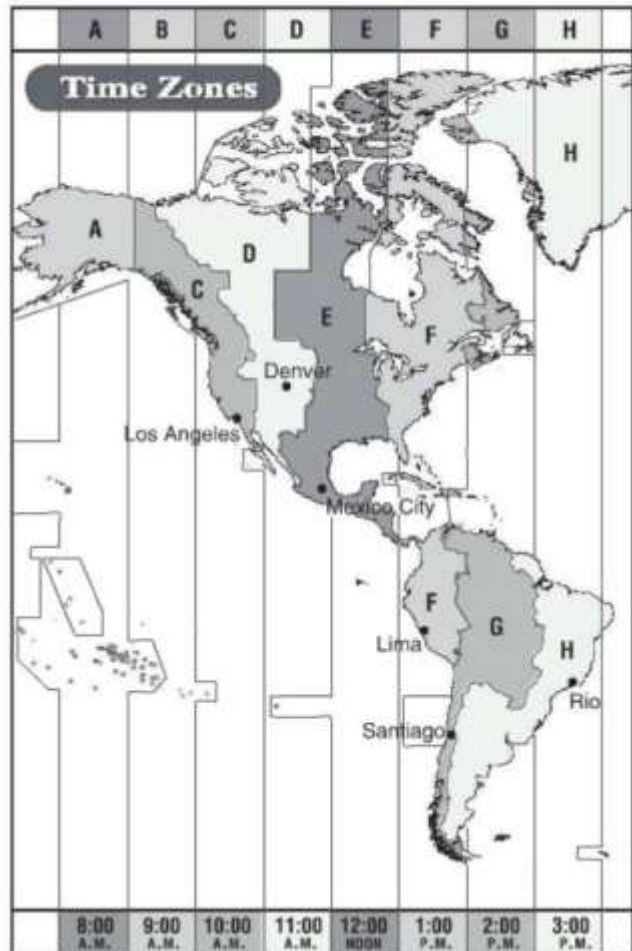 A B C D E F G H
Time Zones
H
A
D
C
E
F
Denver
Los Angeles
Mexico City
F
G
Lima
H
Rio
Santiago
8:00 9:00 10:00 11:00 12:00 1:00 2:00 3:00
A.M. A.M. A.M. A.M. NOON P.M. P.M. P.M.